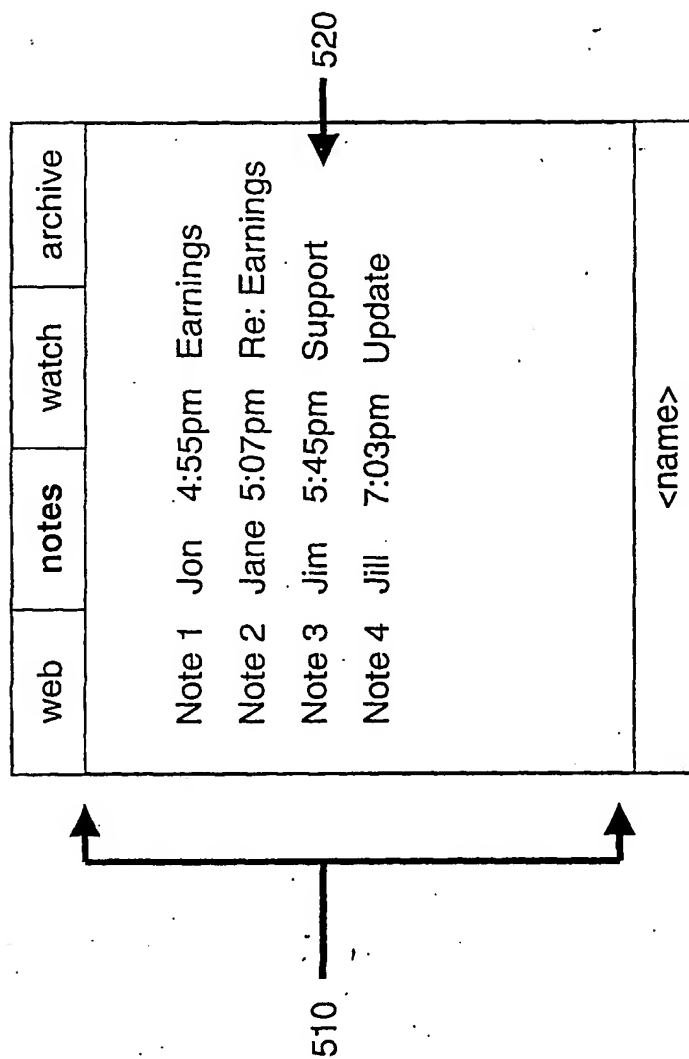 web notes watch archive
Note 1 Jon 4:55pm Earnings
Note 2 Jane 5:07pm Re: Earnings
Note 3 Jim 5:45pm Support
Note 4 Jill 7:03pm Update
<name>
510
520